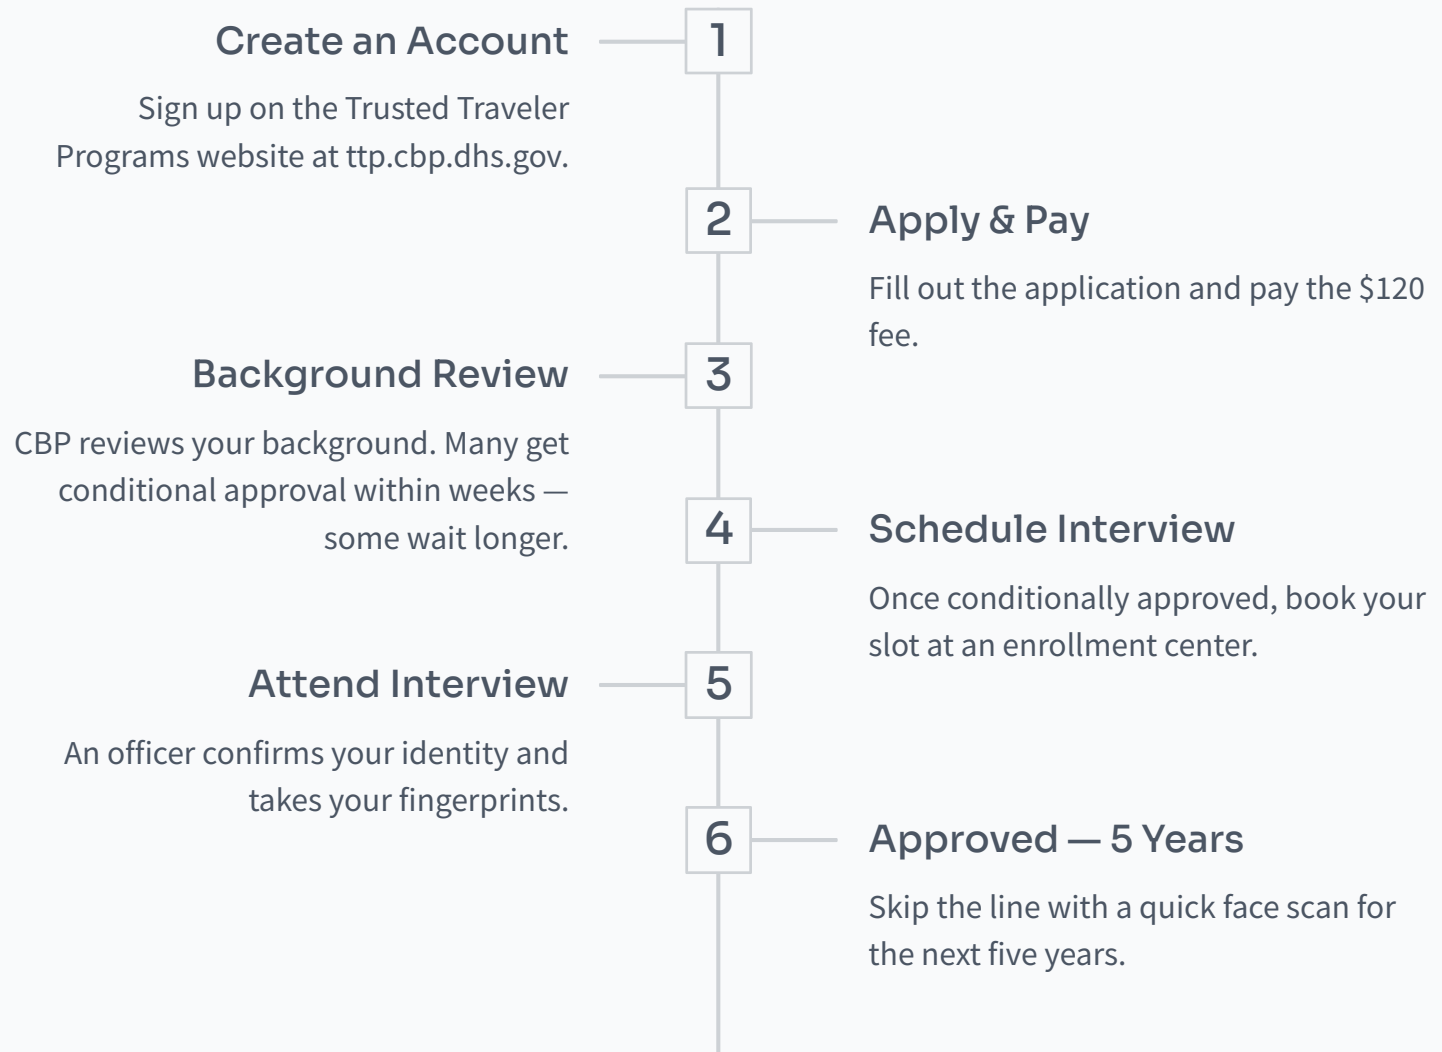 1
Create an Account
Sign up on the Trusted Traveler
Programs website at ttp.cbp.dhs.gov.
2
Apply & Pay
Fill out the application and pay the $120
fee.
3
Background Review
CBP reviews your background. Many get
conditional approval within weeks —
some wait longer.
4
Schedule Interview
Once conditionally approved, book your
slot at an enrollment center.
5
Attend Interview
An officer confirms your identity and
takes your fingerprints.
6
Approved — 5 Years
Skip the line with a quick face scan for
the next five years.